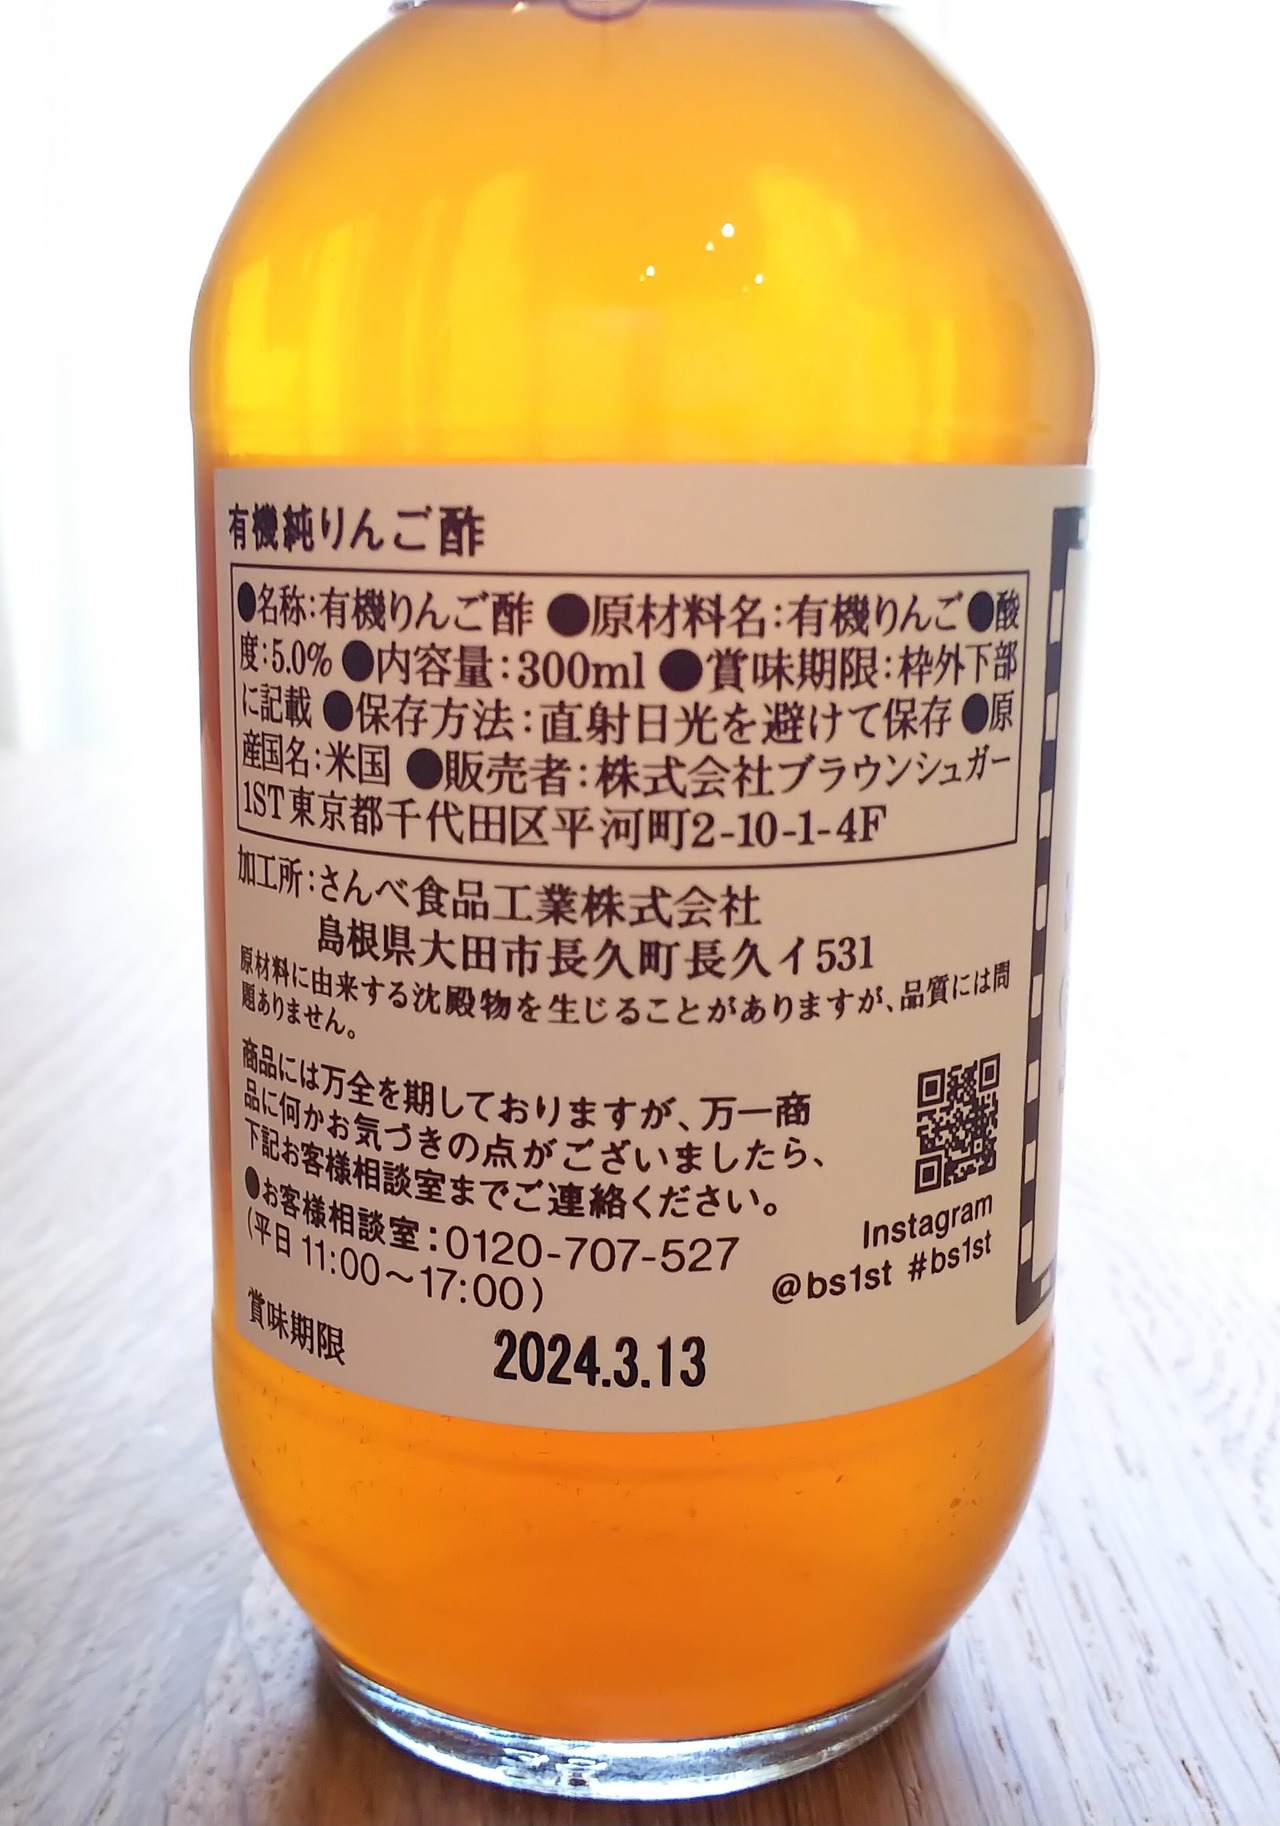 有機純りんご酢
●名称:有機りんご酢 ●原材料名:有機りんご●酸
度:5.0% ●内容量:300ml ●賞味期限:枠外下部
に記載 ●保存方法:直射日光を避けて保存 ●原
産国名:米国 ●販売者:株式会社ブラウンシュガー
1ST 東京都千代田区平河町2-10-1-4F
加工所:さんべ食品工業株式会社
島根県大田市長久町長久イ531
原材料に由来する沈殿物を生じることがありますが、品質には問
題ありません。
商品には万全を期しておりますが、万一商
品に何かお気づきの点がございましたら、
下記お客様相談室までご連絡ください。
●お客様相談室:0120-707-527
(平日 11:00～17:00)
Instagram
@bs1st #bs1st
賞味期限 2024.3.13